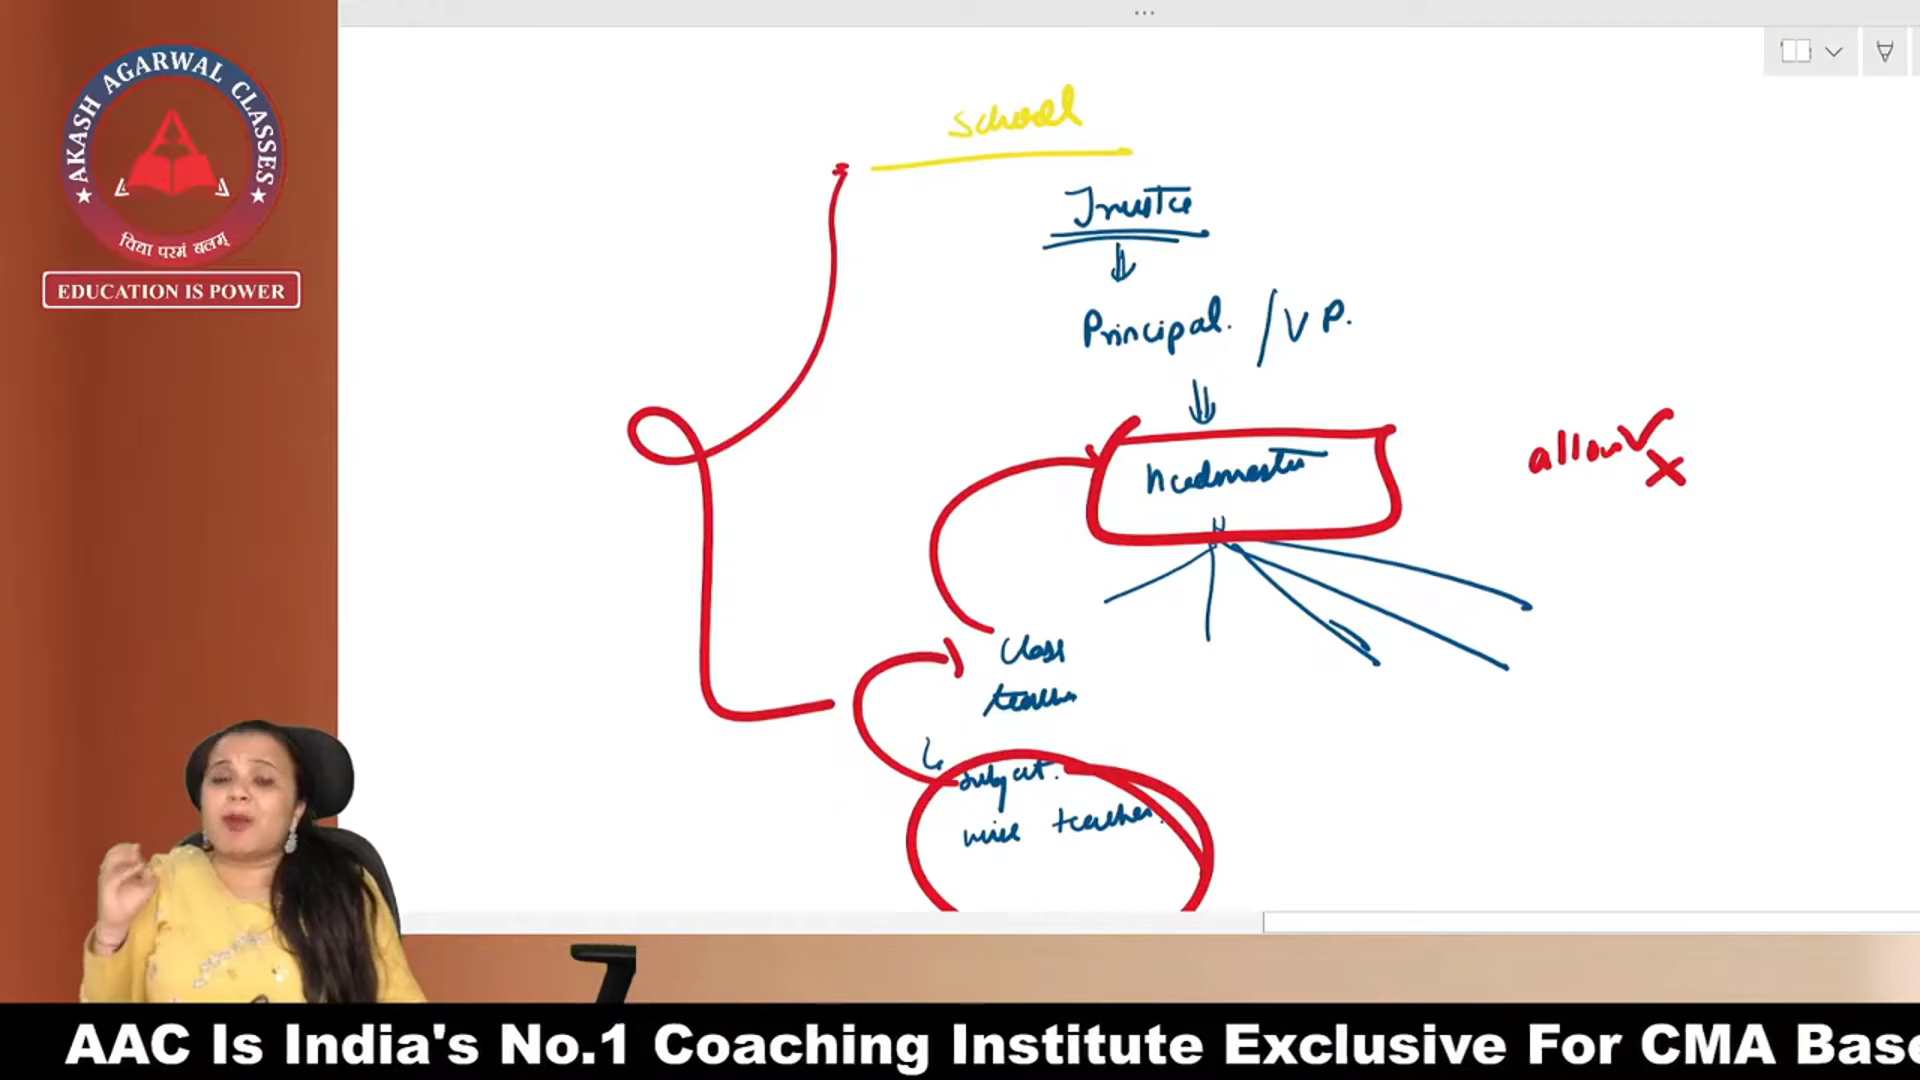 AKASH AGARWAL CLASSES
विद्या परमं बलम्
EDUCATION IS POWER
School
Trustee
Principal. / V P.
headmaster
allow
class
teacher
subject.
wise teacher.
AAC Is India's No.1 Coaching Institute Exclusive For CMA Base